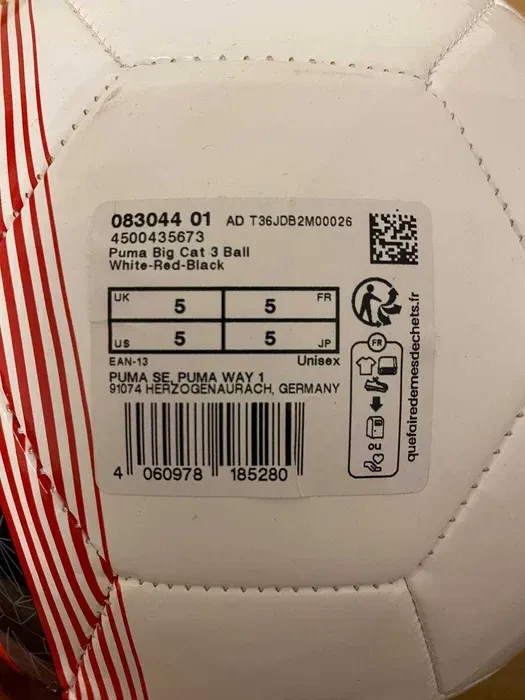 083044 01 AD T36JDB2M00026
4500435673
Puma Big Cat 3 Ball
White-Red-Black
UK 5 5 FR
US 5 5 JP
EAN-13 Unisex
PUMA SE, PUMA WAY 1
91074 HERZOGENAURACH, GERMANY
4 060978 185280
FR
OU
quefairedemesdechets.fr